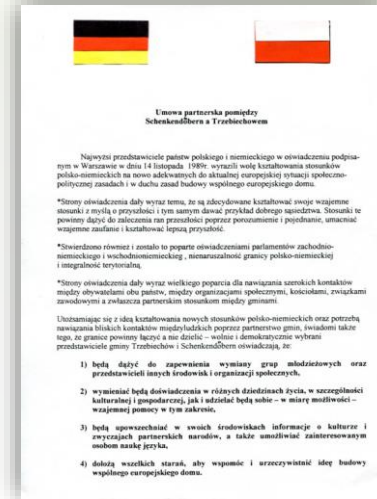 Umowa partnerska pomiędzy
Schenkendöbern a Trzebiechowem
Najwyżsi przedstawiciele państw polskiego i niemieckiego w oświadczeniu podpisa-
nym w Warszawie w dniu 14 listopada 1989r. wyrazili wolę kształtowania stosunków
polsko-niemieckich na nowo adekwatnych do aktualnej europejskiej sytuacji społeczno-
politycznej zasadach i w duchu zasad budowy wspólnego europejskiego domu.
*Strony oświadczenia dały wyraz temu, że są zdecydowane kształtować swoje wzajemne
stosunki z myślą o przyszłości i tym samym dawać przykład dobrego sąsiedztwa. Stosunki te
powinny dążyć do zaleczenia ran przeszłości poprzez porozumienie i pojednanie, umacniać
wzajemne zaufanie i kształtować lepszą przyszłość.
*Stwierdzono również i zostało to poparte oświadczeniami parlamentów zachodnio-
niemieckiego i wschodnioniemieckieg , nienaruszalność granicy polsko-niemieckiej
i integralność terytorialną.
*Strony oświadczenia dały wyraz wielkiego poparcia dla nawiązania szerokich kontaktów
między obywatelami obu państw, między organizacjami społecznymi, kościołami, związkami
zawodowymi a zwłaszcza partnerskim stosunkom między gminami.
Utożsamiając się z ideą kształtowania nowych stosunków polsko-niemieckich oraz potrzebą
nawiązania bliskich kontaktów międzyludzkich poprzez partnerstwo gmin, świadomi także
tego, że granice powinny łączyć a nie dzielić – wolnie i demokratycznie wybrani
przedstawiciele gminy Trzebiechów i Schenkendöbern oświadczają, że:
1) będą dążyć do zapewnienia wymiany grup młodzieżowych oraz
przedstawicieli innych środowisk i organizacji społecznych,
2) wymieniać będą doświadczenia w różnych dziedzinach życia, w szczególności
kulturalnej i gospodarczej, jak i udzielać będą sobie – w miarę możliwości –
wzajemnej pomocy w tym zakresie,
3) będą upowszechniać w swoich środowiskach informacje o kulturze i
zwyczajach partnerskich narodów, a także umożliwiać zainteresowanym
osobom naukę języka,
4) dołożą wszelkich starań, aby wspomóc i urzeczywistnić ideę budowy
wspólnego europejskiego domu.